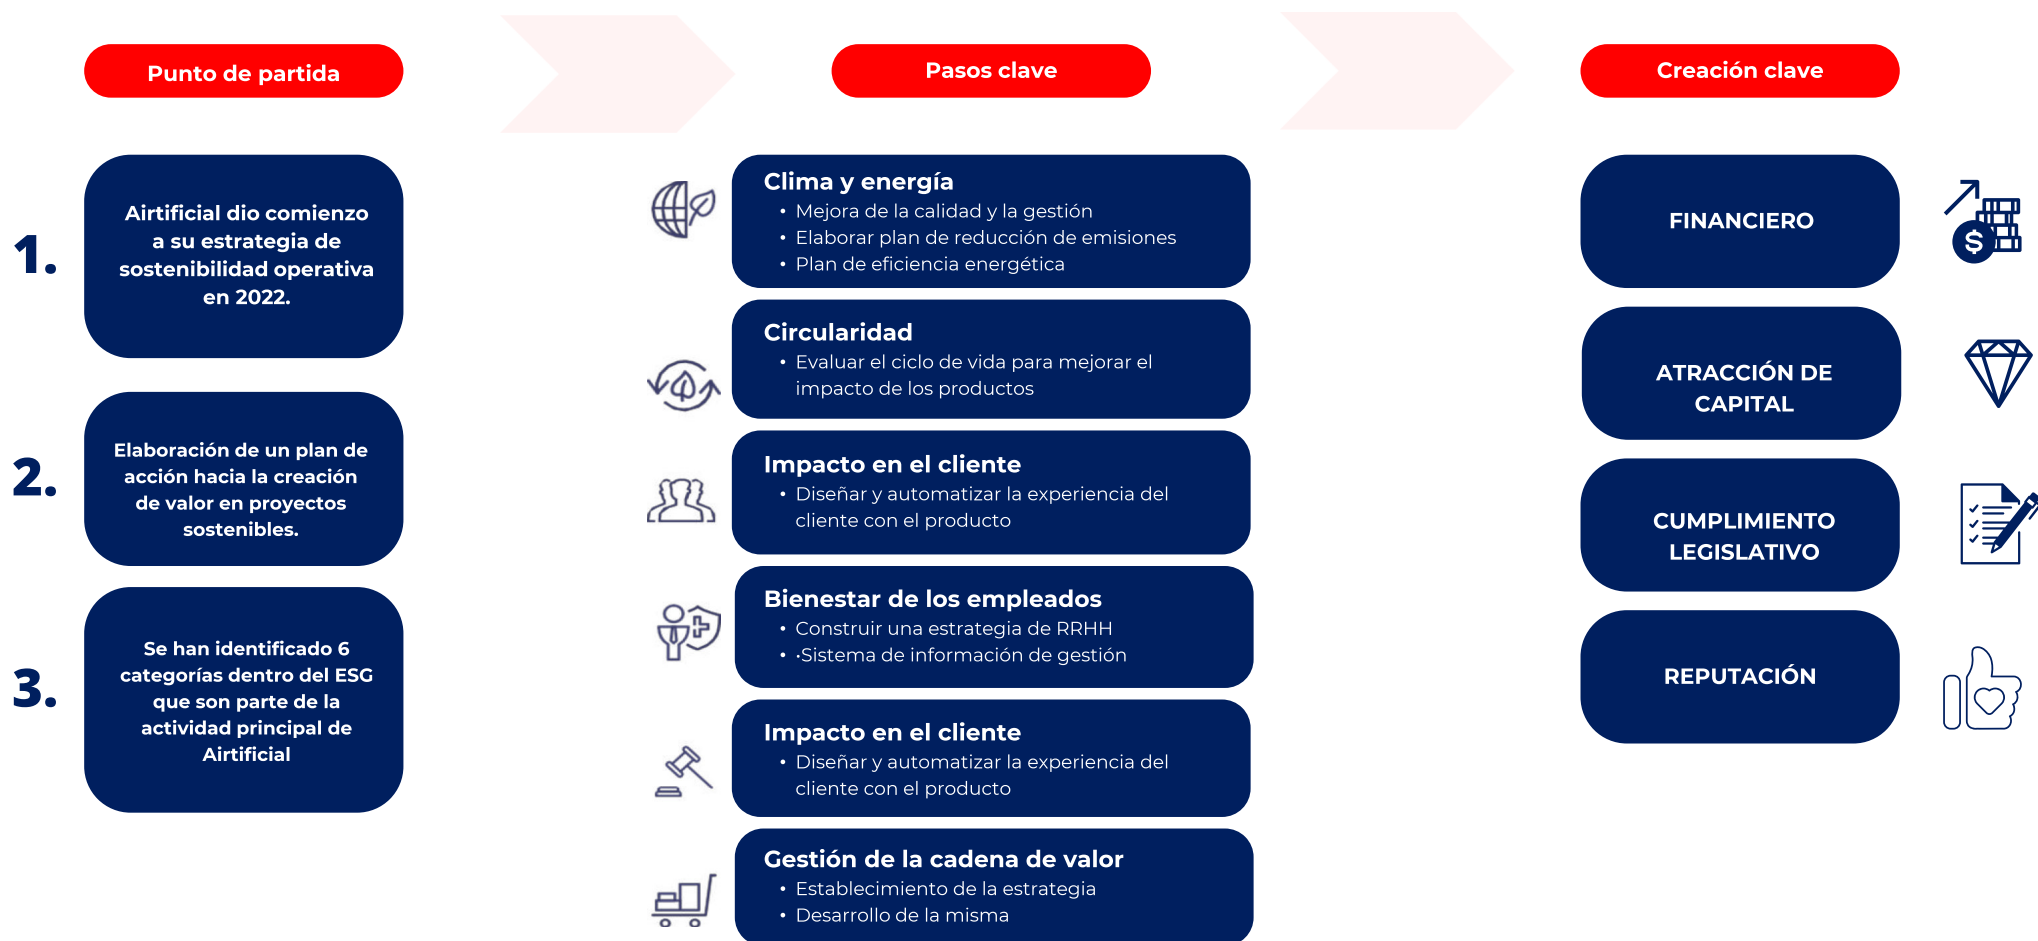 Punto de partida
1.
Airtificial dio comienzo
a su estrategia de
sostenibilidad operativa
en 2022.
2.
Elaboración de un plan de
acción hacia la creación
de valor en proyectos
sostenibles.
3.
Se han identificado 6
categorías dentro del ESG
que son parte de la
actividad principal de
Airtificial
Pasos clave
Clima y energía
• Mejora de la calidad y la gestión
• Elaborar plan de reducción de emisiones
• Plan de eficiencia energética
Circularidad
• Evaluar el ciclo de vida para mejorar el
impacto de los productos
Impacto en el cliente
• Diseñar y automatizar la experiencia del
cliente con el producto
Bienestar de los empleados
• Construir una estrategia de RRHH
• •Sistema de información de gestión
Impacto en el cliente
• Diseñar y automatizar la experiencia del
cliente con el producto
Gestión de la cadena de valor
• Establecimiento de la estrategia
• Desarrollo de la misma
Creación clave
FINANCIERO
$
ATRACCIÓN DE
CAPITAL
CUMPLIMIENTO
LEGISLATIVO
REPUTACIÓN